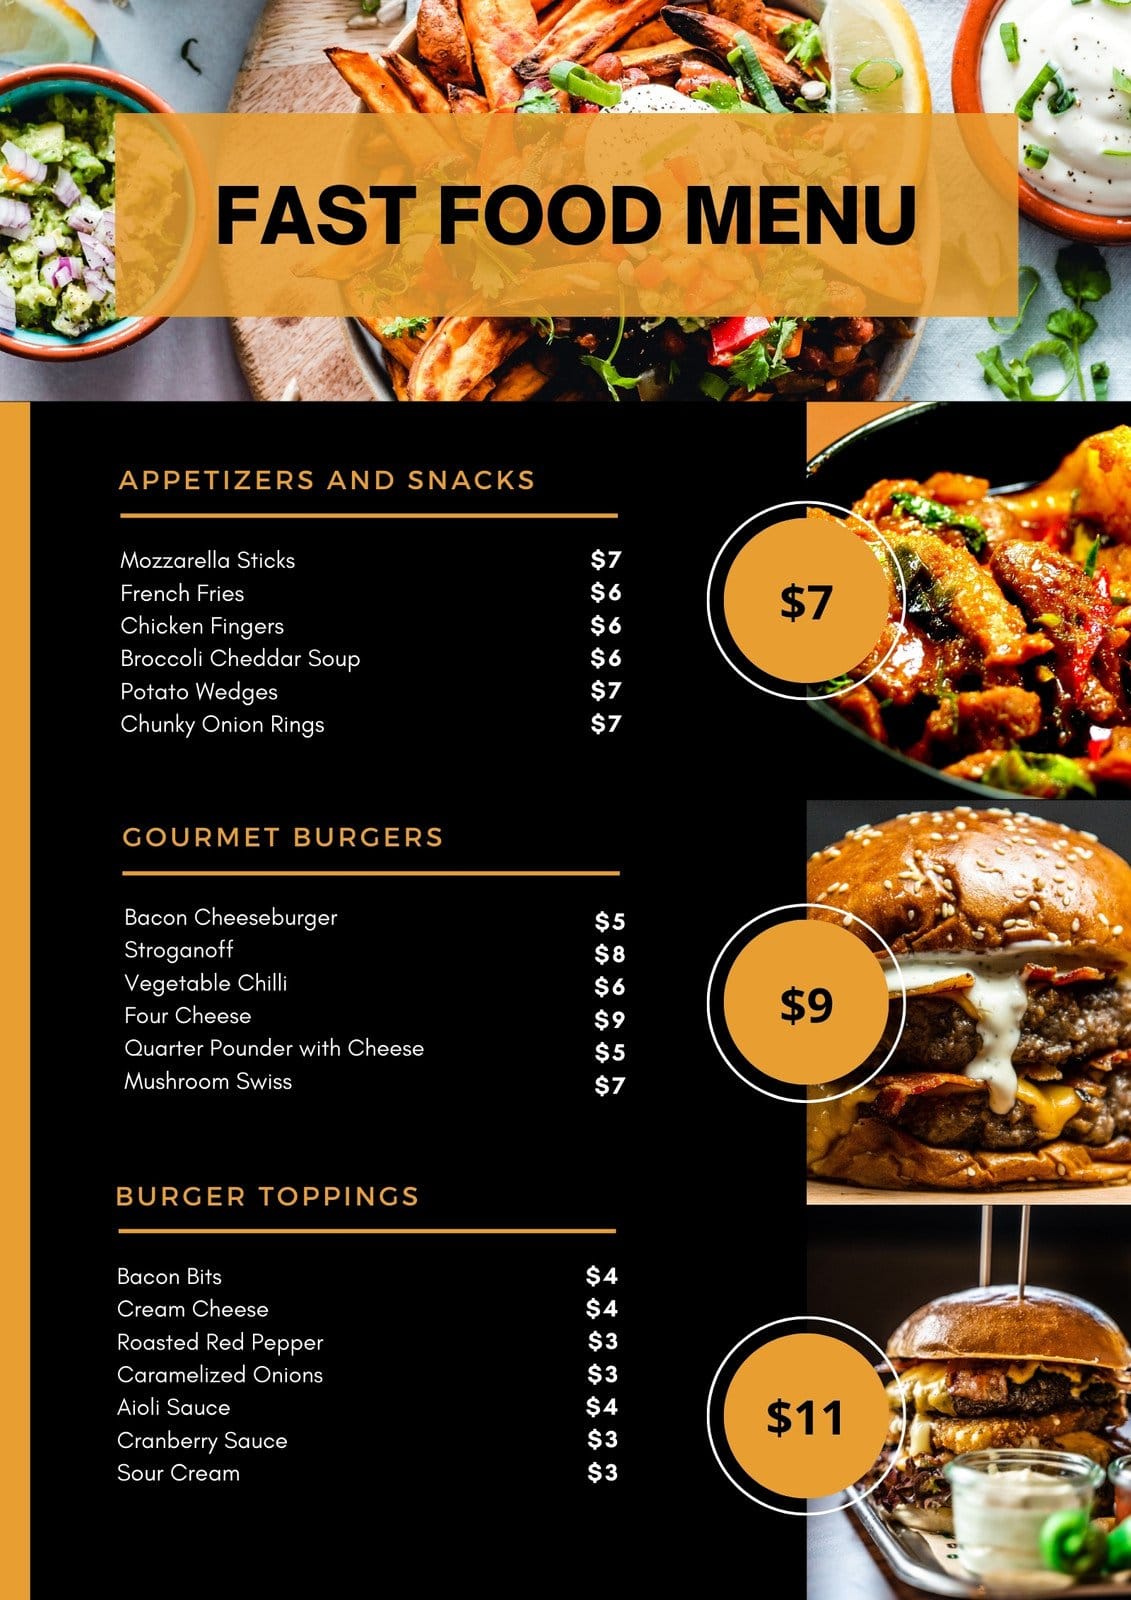 FAST FOOD MENU
APPETIZERS AND SNACKS
Mozzarella Sticks $7
French Fries $6
Chicken Fingers $6
Broccoli Cheddar Soup $6
Potato Wedges $7
Chunky Onion Rings $7
$7
GOURMET BURGERS
Bacon Cheeseburger $5
Stroganoff $8
Vegetable Chilli $6
Four Cheese $9
Quarter Pounder with Cheese $5
Mushroom Swiss $7
$9
BURGER TOPPINGS
Bacon Bits $4
Cream Cheese $4
Roasted Red Pepper $3
Caramelized Onions $3
Aioli Sauce $4
Cranberry Sauce $3
Sour Cream $3
$11